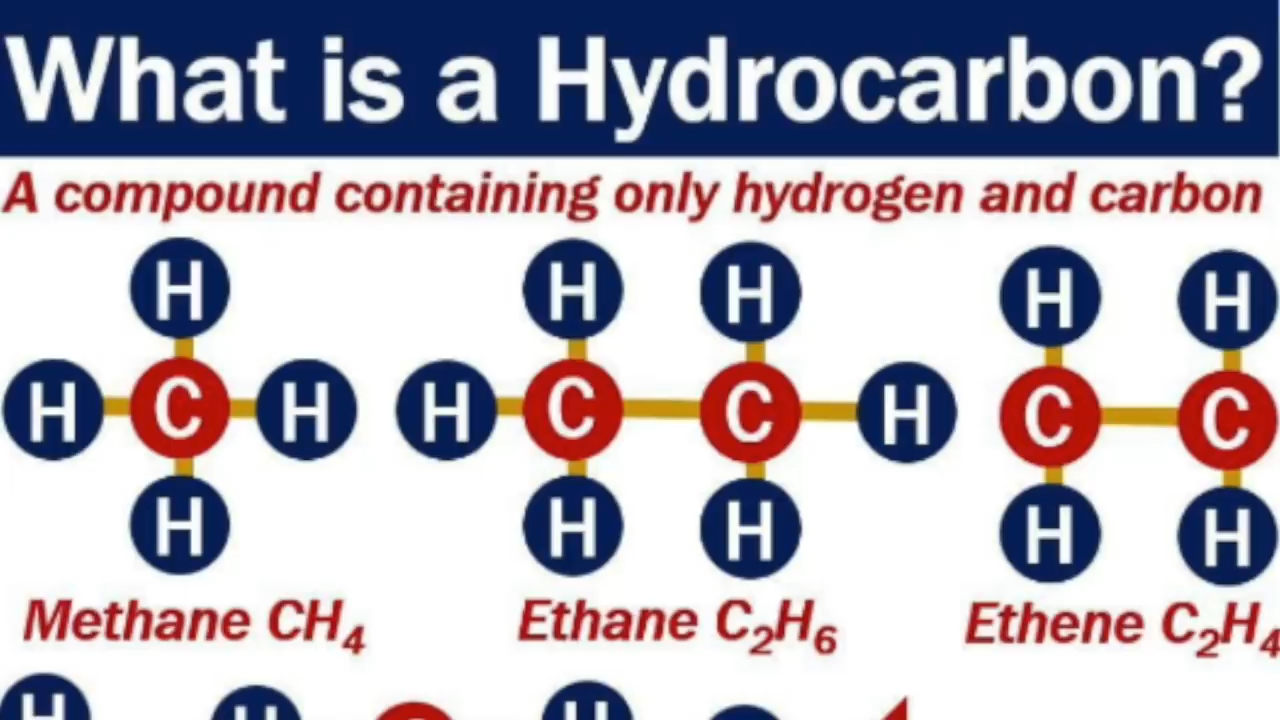 What is a Hydrocarbon?
A compound containing only hydrogen and carbon
H H H H H
H C H H C C H C C
H H H H H
Methane CH₄ Ethane C₂H₆ Ethene C₂H₄
H H H